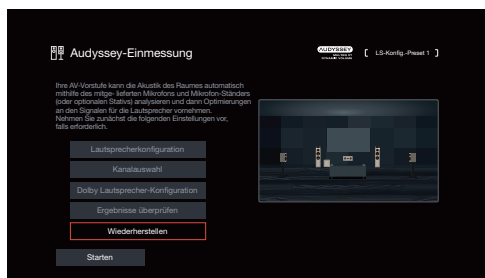 Audyssey-Einmessung
AUDYSSEY
[ LS-Konfig.-Preset 1 ]
Ihre AV-Vorstufe kann die Akustik des Raumes automatisch
mithilfe des mitge- lieferten Mikrofons und Mikrofon-Ständers
(oder optionalen Stativs) analysieren und dann Optimierungen
an den Signalen für die Lautsprecher vornehmen.
Nehmen Sie zunächst die folgenden Einstellungen vor,
falls erforderlich.
Lautsprecherkonfiguration
Kanalauswahl
Dolby Lautsprecher-Konfiguration
Ergebnisse überprüfen
Wiederherstellen
Starten